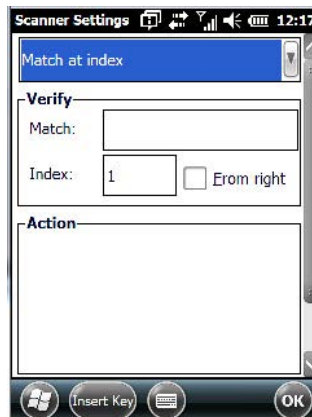 Scanner Settings 12:17
Match at index
Verify
Match:
Index: 1 From right
Action
Insert Key OK